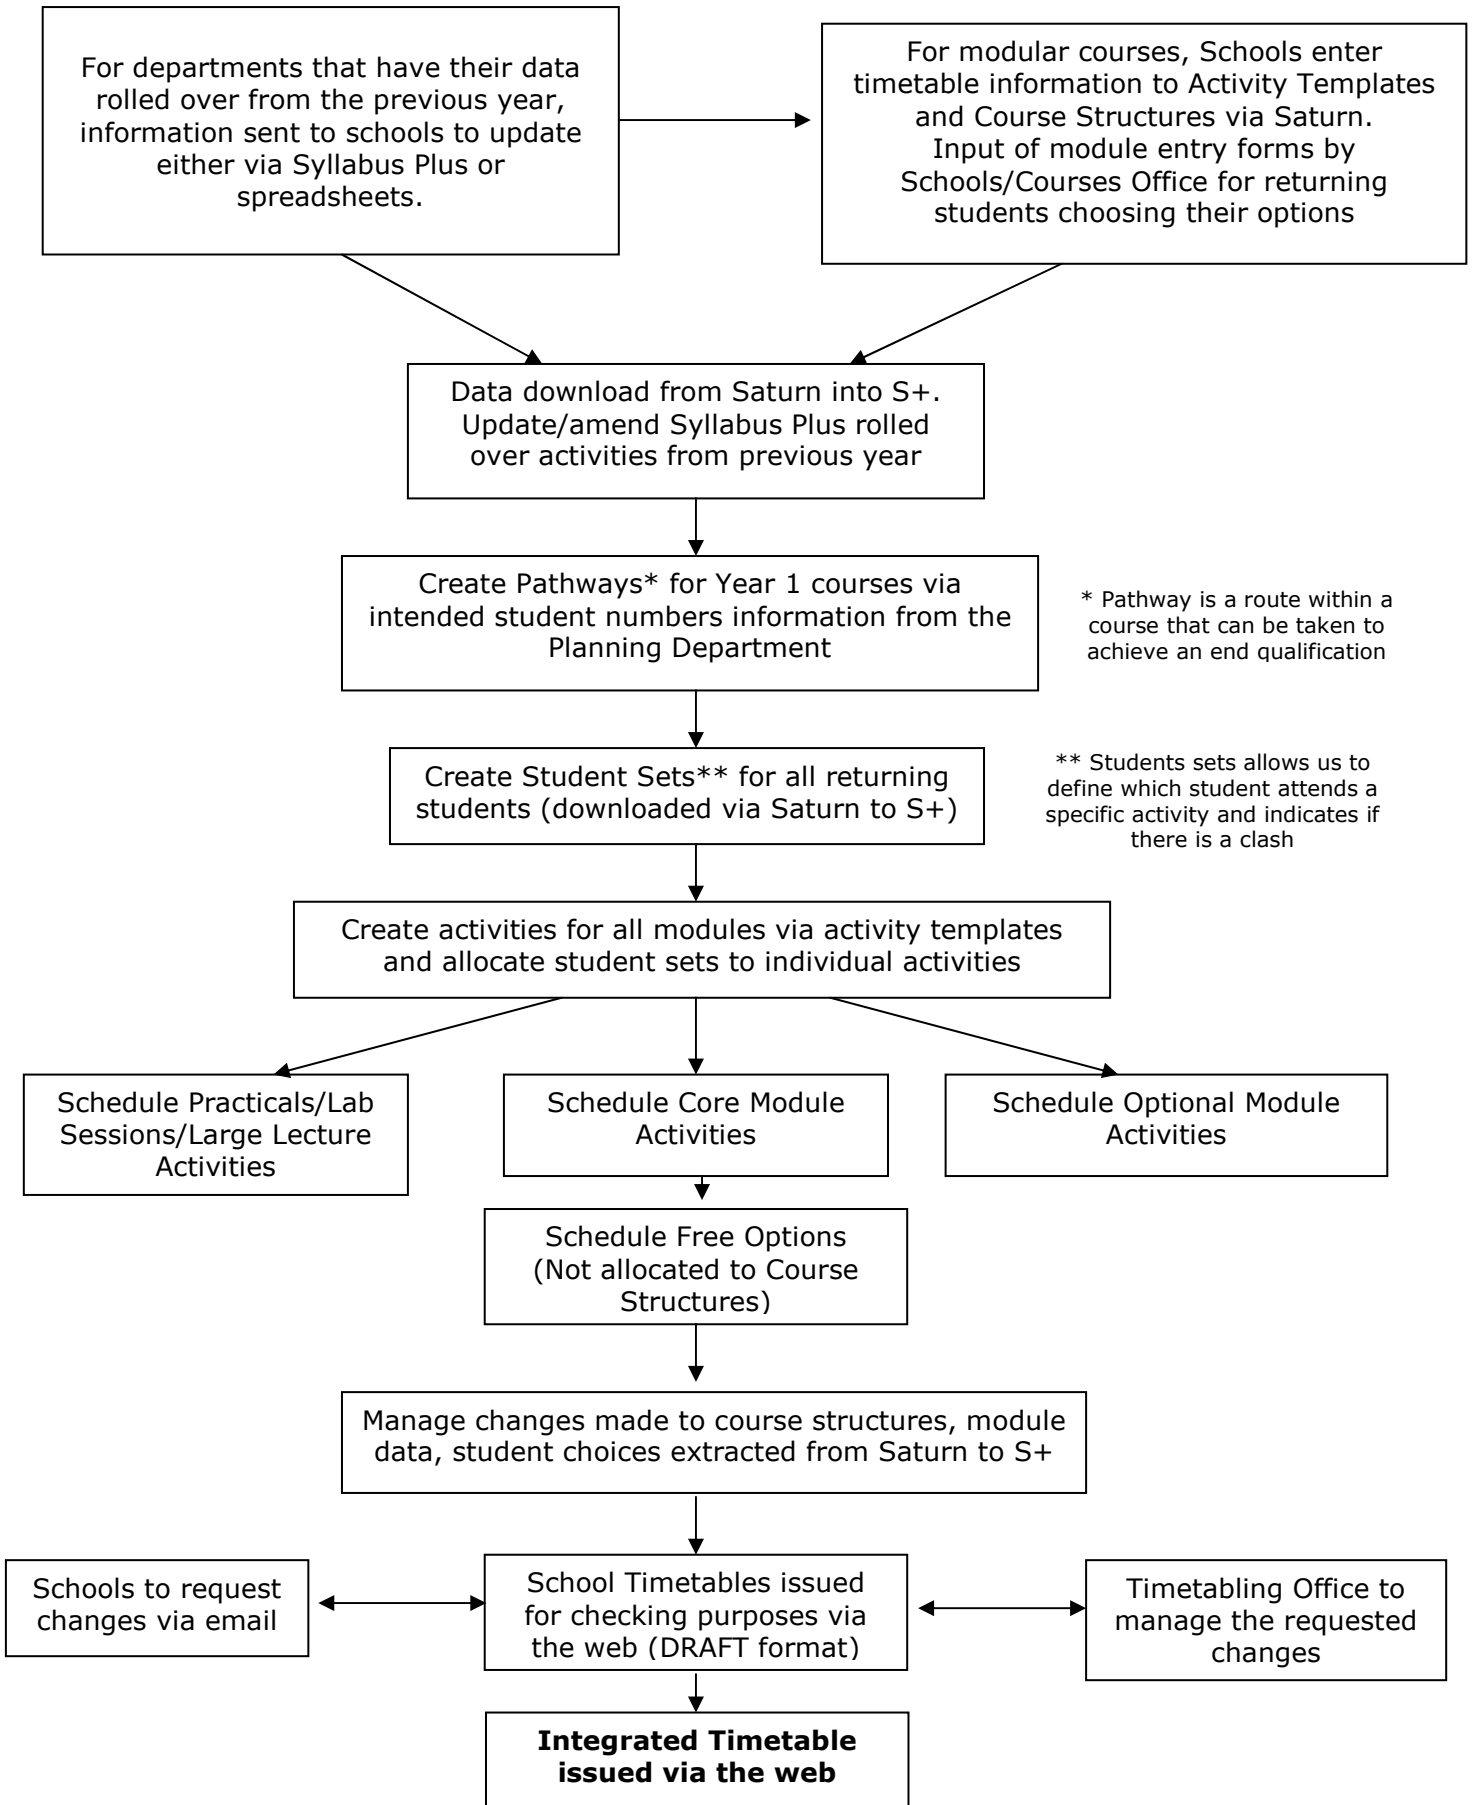 For departments that have their data
rolled over from the previous year,
information sent to schools to update
either via Syllabus Plus or
spreadsheets.
For modular courses, Schools enter
timetable information to Activity Templates
and Course Structures via Saturn.
Input of module entry forms by
Schools/Courses Office for returning
students choosing their options
Data download from Saturn into S+.
Update/amend Syllabus Plus rolled
over activities from previous year
Create Pathways* for Year 1 courses via
intended student numbers information from the
Planning Department
* Pathway is a route within a
course that can be taken to
achieve an end qualification
Create Student Sets** for all returning
students (downloaded via Saturn to S+)
** Students sets allows us to
define which student attends a
specific activity and indicates if
there is a clash
Create activities for all modules via activity templates
and allocate student sets to individual activities
Schedule Practicals/Lab
Sessions/Large Lecture
Activities
Schedule Core Module
Activities
Schedule Optional Module
Activities
Schedule Free Options
(Not allocated to Course
Structures)
Manage changes made to course structures, module
data, student choices extracted from Saturn to S+
Schools to request
changes via email
School Timetables issued
for checking purposes via
the web (DRAFT format)
Timetabling Office to
manage the requested
changes
Integrated Timetable
issued via the web